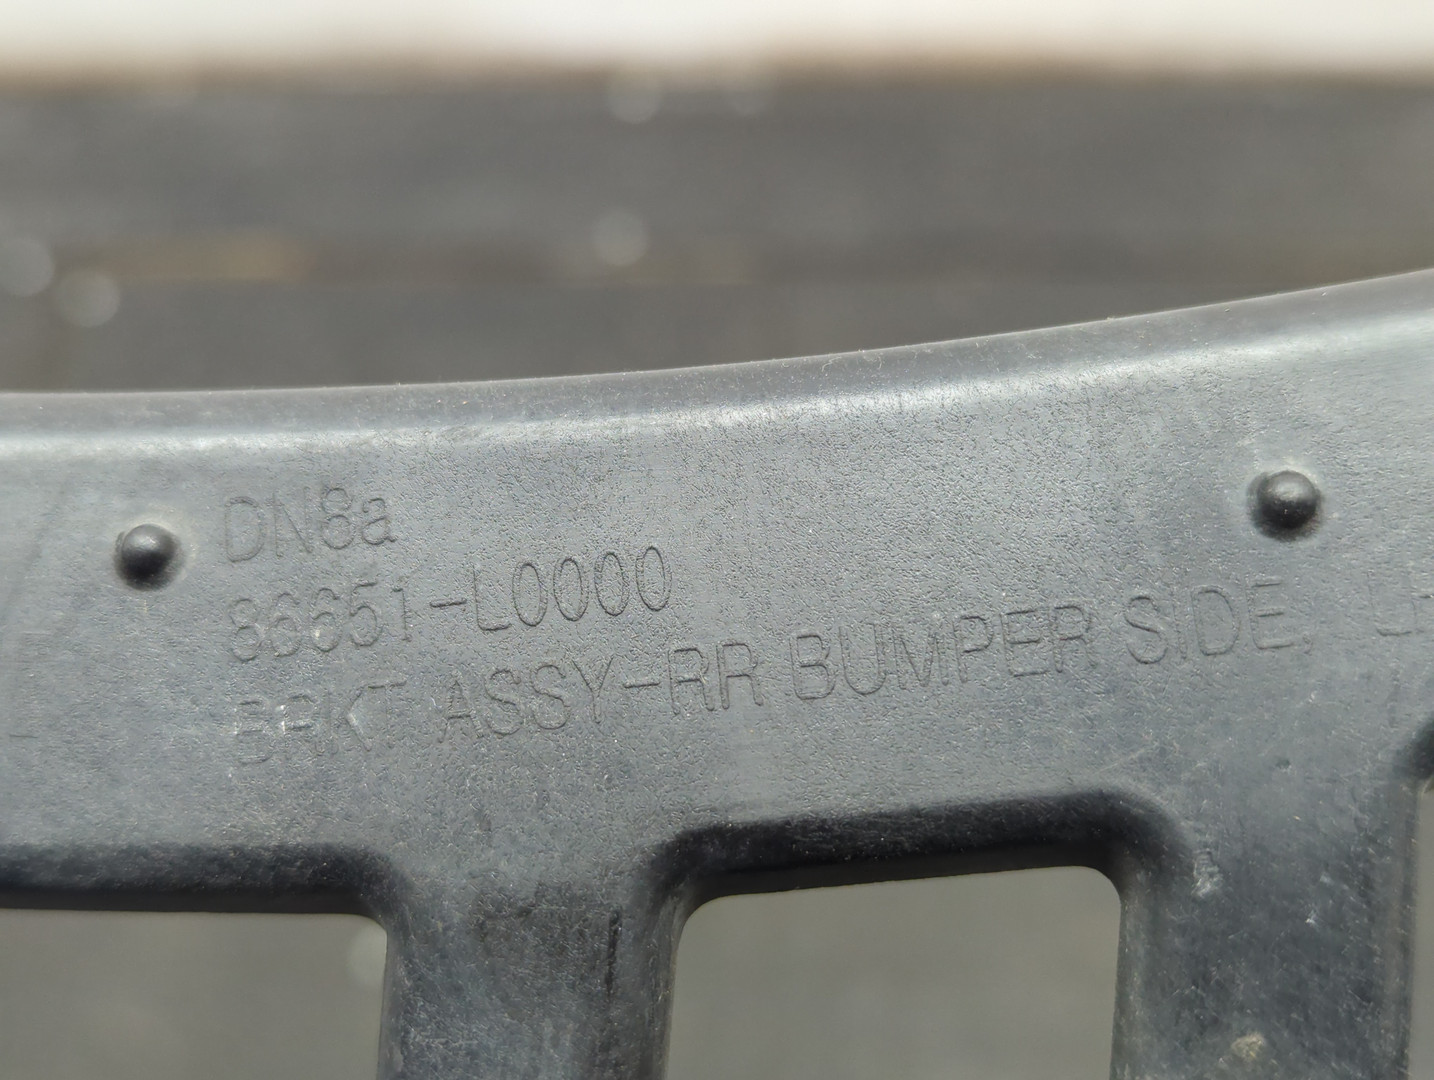 DN8a
86651-L0000
BRKT ASSY-RR BUMPER SIDE,